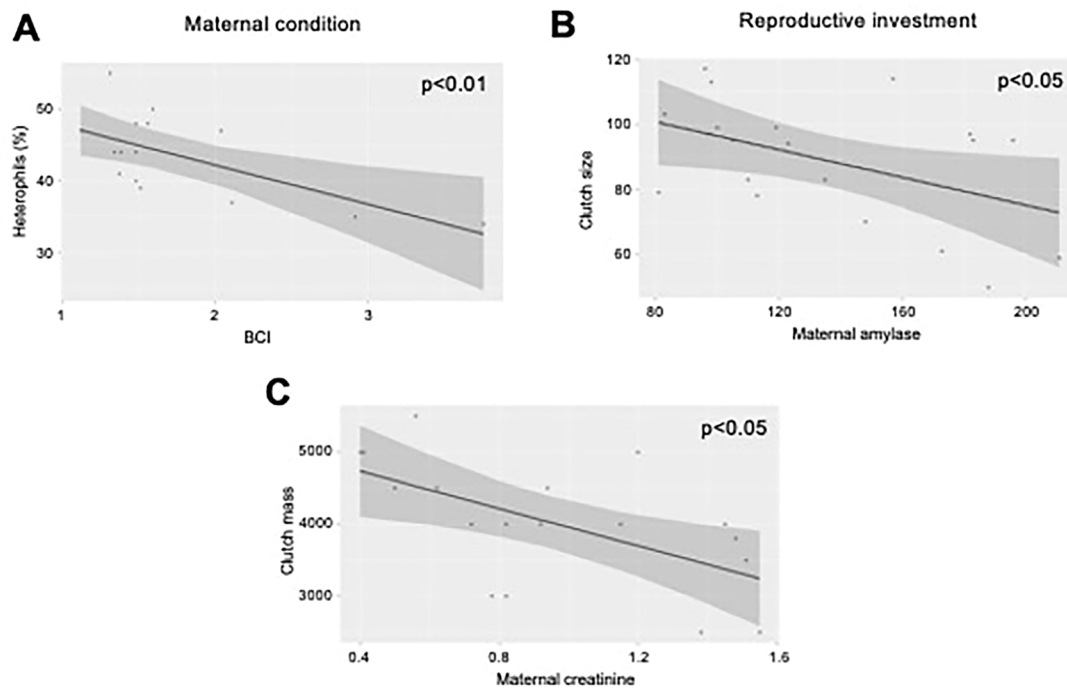 A
Maternal condition
p<0.01
50
40
30
Heterophils (%)
1
2
3
BCI
B
Reproductive investment
p<0.05
120
100
80
60
Clutch size
80
120
160
200
Maternal amylase
C
p<0.05
5000
4000
3000
Clutch mass
0.4
0.8
1.2
1.6
Maternal creatinine